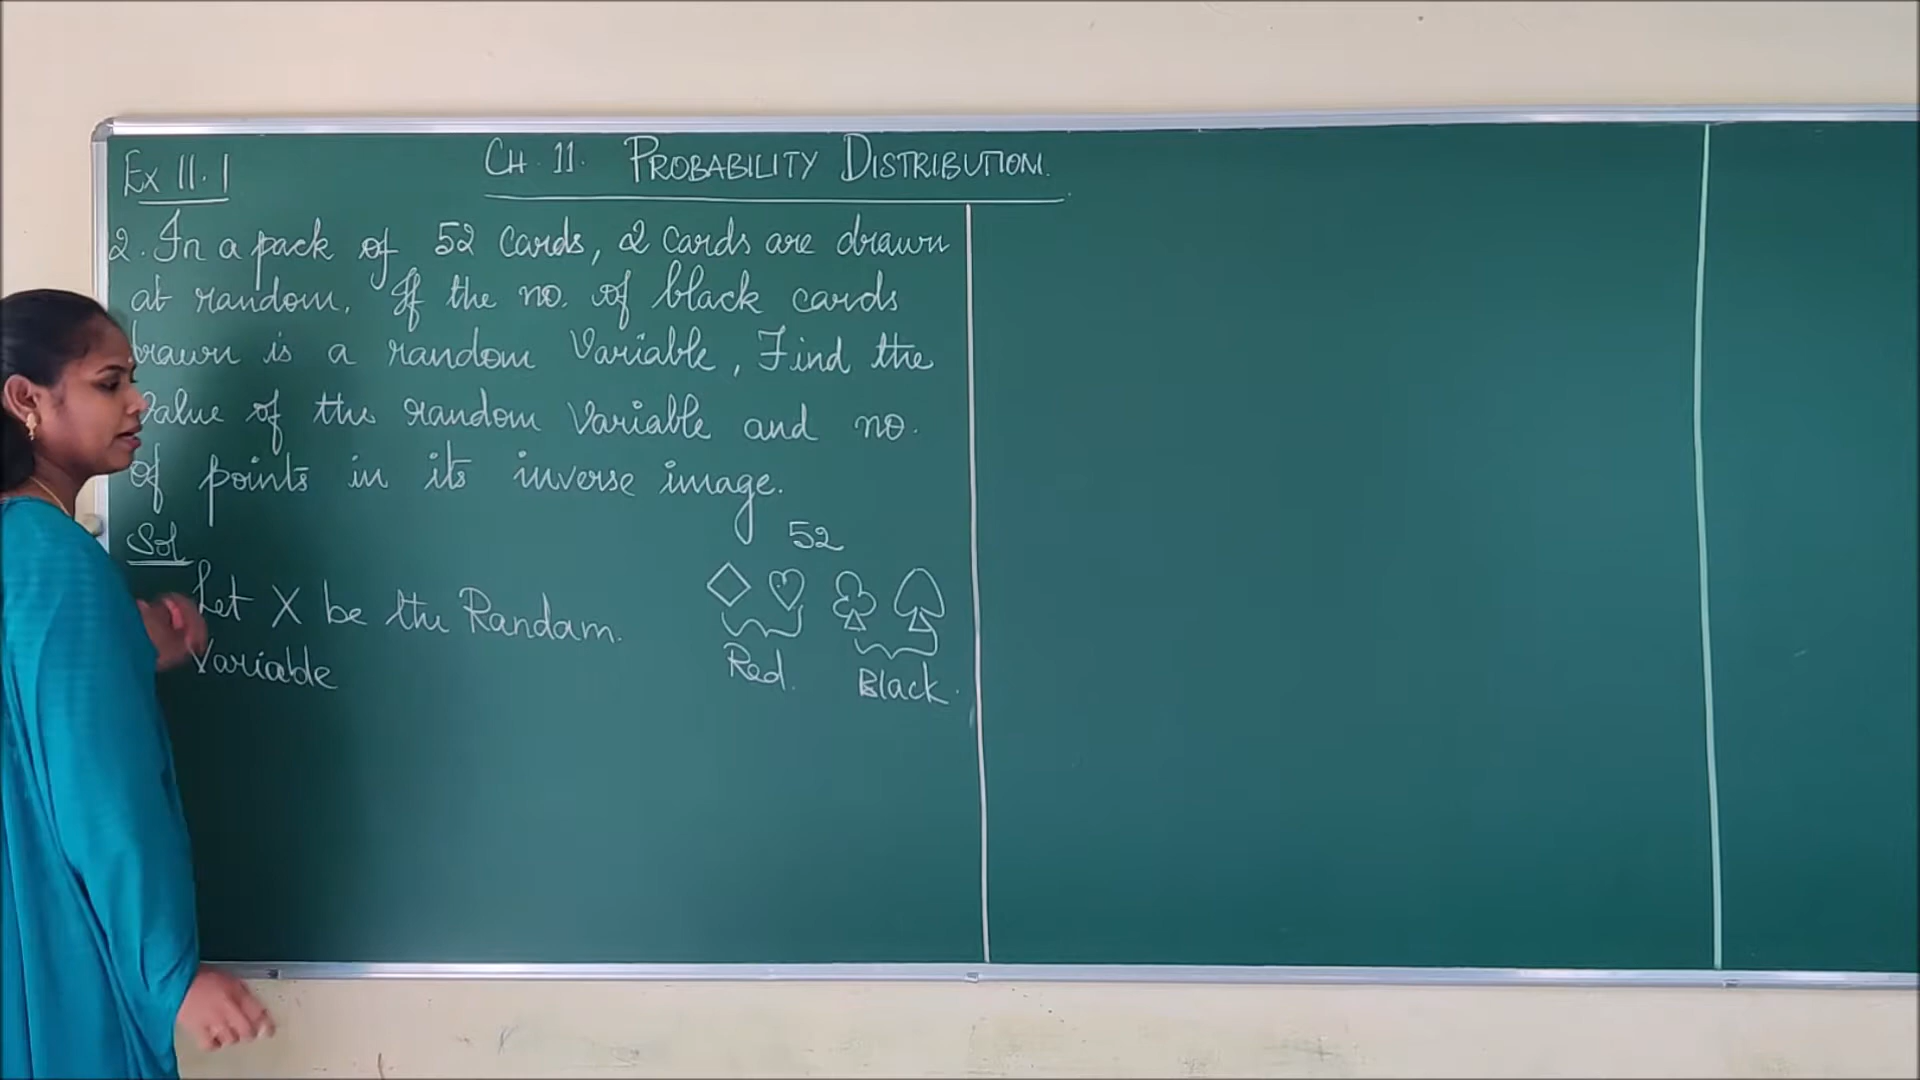 Ex 11.1
CH. 11. PROBABILITY DISTRIBUTION.
2. In a pack of 52 cards, 2 cards are drawn
at random. If the no. of black cards
drawn is a random Variable, Find the
Value of the random Variable and no.
of points in its inverse image.
Sol
52
Let X be the Randam.
Variable
Red.
Black.